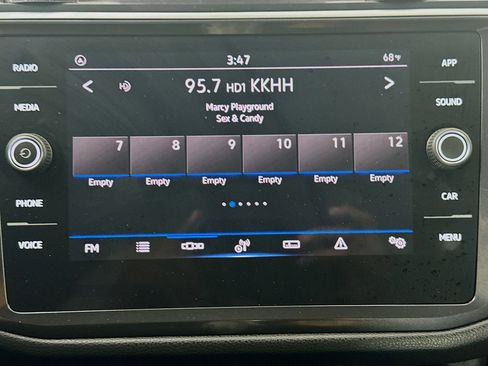 RADIO
MEDIA
PHONE
VOICE
3:47
68°F
95.7 HD1 KKHH
Marcy Playground
Sex & Candy
7 8 9 10 11 12
Empty Empty Empty Empty Empty Empty
FM
APP
SOUND
CAR
MENU